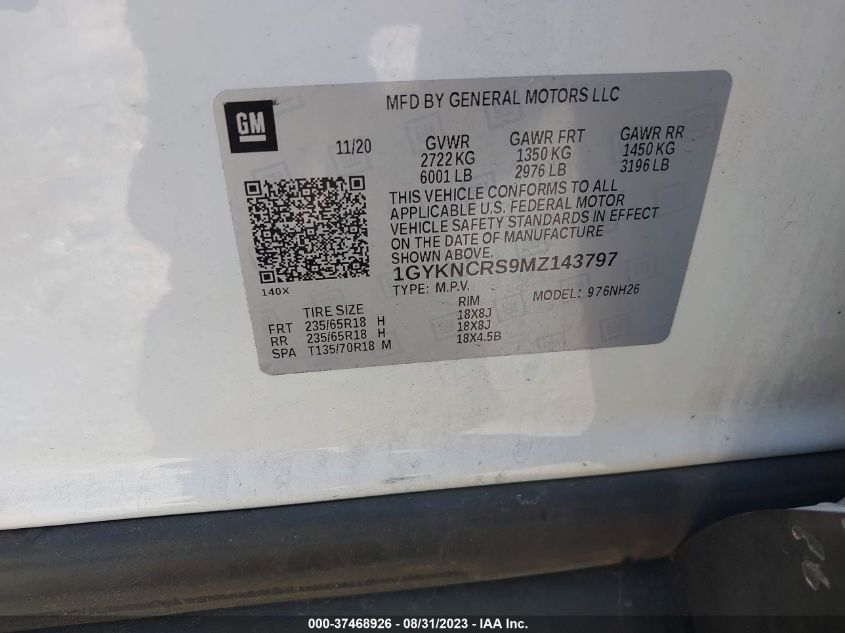 MFD BY GENERAL MOTORS LLC
GM
11/20
GVWR GAWR FRT GAWR RR
2722 KG 1350 KG 1450 KG
6001 LB 2976 LB 3196 LB
THIS VEHICLE CONFORMS TO ALL
APPLICABLE U.S. FEDERAL MOTOR
VEHICLE SAFETY STANDARDS IN EFFECT
ON THE DATE OF MANUFACTURE
SHOWN ABOVE.
1GYKNCRS9MZ143797
140X
TYPE: M.P.V. MODEL: 976NH26
TIRE SIZE RIM
FRT 235/65R18 H 18X8J
RR 235/65R18 H 18X8J
SPA T135/70R18 M 18X4.5B
000-37468926 - 08/31/2023 - COPYRIGHT IAA, LLC.